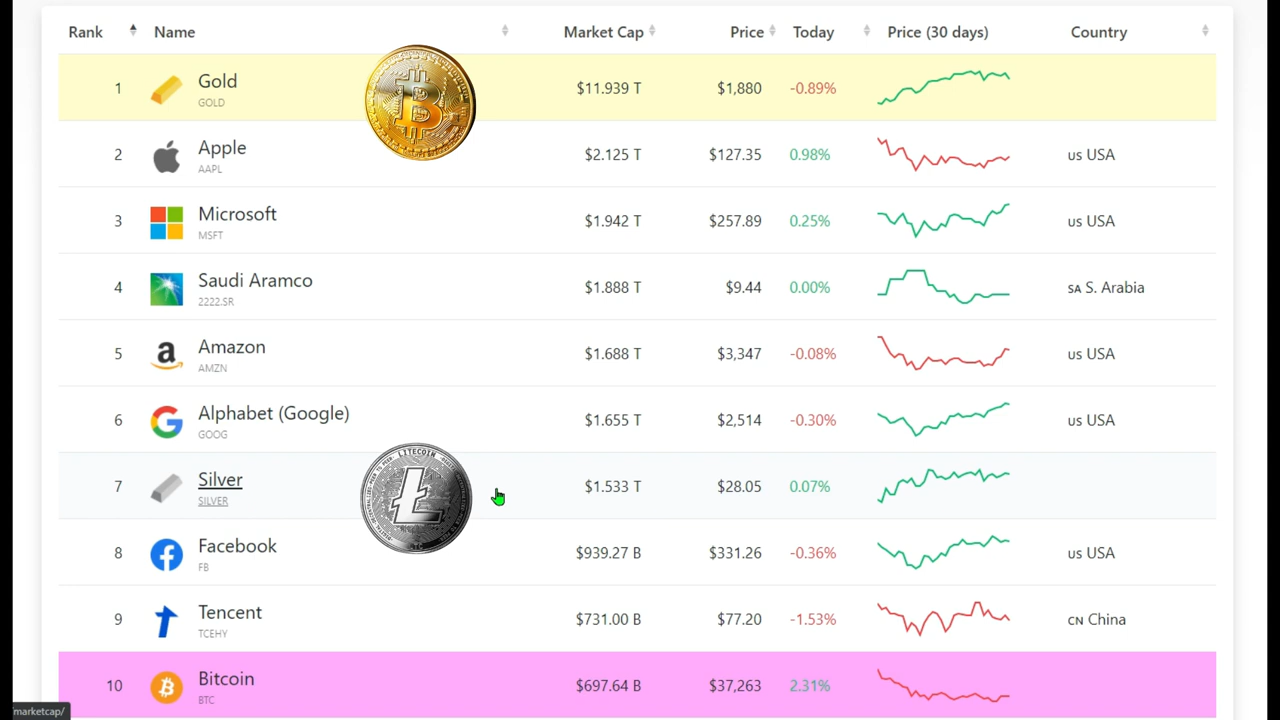 Rank Name Market Cap Price Today Price (30 days) Country
1 Gold $11.939 T $1,880 -0.89%
GOLD
2 Apple $2.125 T $127.35 0.98% us USA
AAPL
3 Microsoft $1.942 T $257.89 0.25% us USA
MSFT
4 Saudi Aramco $1.888 T $9.44 0.00% SA S. Arabia
2222.SR
5 Amazon $1.688 T $3,347 -0.08% us USA
AMZN
6 Alphabet (Google) $1.655 T $2,514 -0.30% us USA
GOOG
LITECOIN
7 Silver $1.533 T $28.05 0.07%
SILVER
8 Facebook $939.27 B $331.26 -0.36% us USA
FB
9 Tencent $731.00 B $77.20 -1.53% CN China
TCEHY
10 Bitcoin $697.64 B $37,263 2.31%
BTC
marketcap/